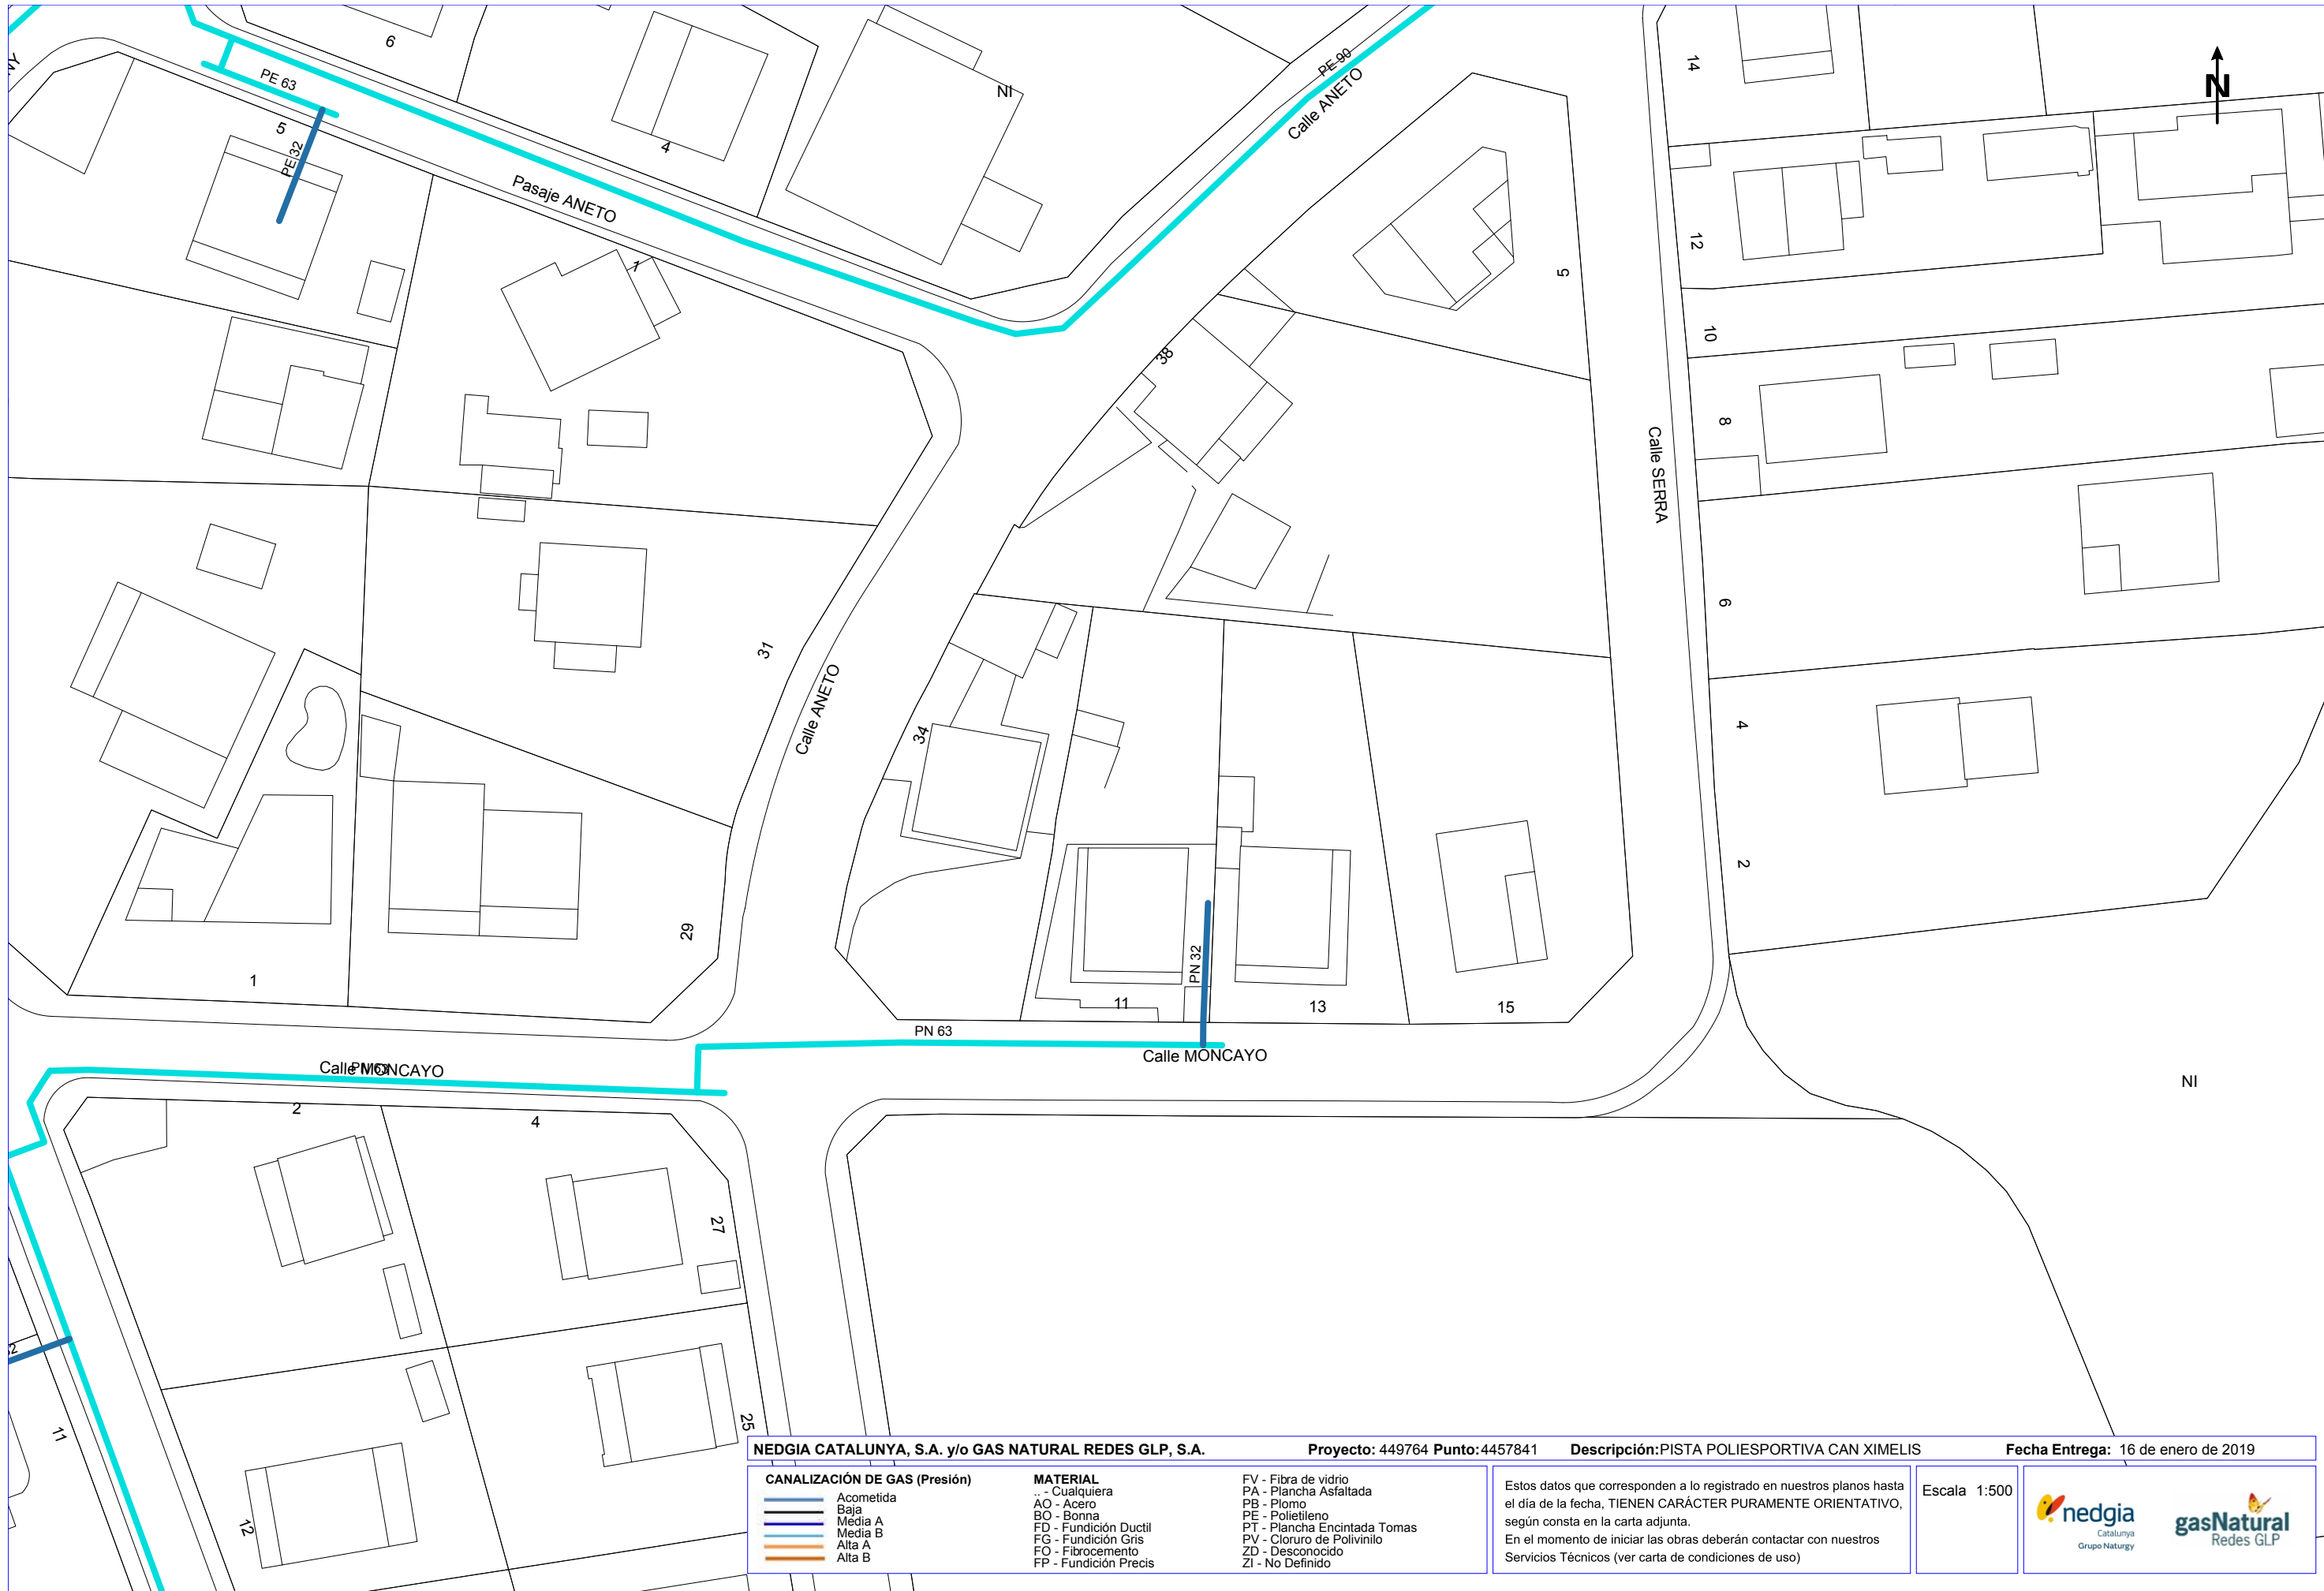 6
14
NY
PE 63
NI
PE 90
Calle ANETO
N
5
4
PE 32
Pasaje ANETO
12
1
5
10
38
8
Calle SERRA
6
31
Calle ANETO
34
4
2
29
1
PN 32
11
13
15
PN 63
Calle MONCAYO
Calle MONCAYO
PN 63
NI
2
4
27
11
25
12
NEDGIA CATALUNYA, S.A. y/o GAS NATURAL REDES GLP, S.A.
Proyecto: 449764 Punto:4457841
Descripción:PISTA POLIESPORTIVA CAN XIMELIS
Fecha Entrega: 16 de enero de 2019
CANALIZACIÓN DE GAS (Presión)
Acometida
Baja
Media A
Media B
Alta A
Alta B
MATERIAL
.. - Cualquiera
AO - Acero
BO - Bonna
FD - Fundición Ductil
FG - Fundición Gris
FO - Fibrocemento
FP - Fundición Precis
FV - Fibra de vidrio
PA - Plancha Asfaltada
PB - Plomo
PE - Polietileno
PT - Plancha Encintada Tomas
PV - Cloruro de Polivinilo
ZD - Desconocido
ZI - No Definido
Estos datos que corresponden a lo registrado en nuestros planos hasta
el día de la fecha, TIENEN CARÁCTER PURAMENTE ORIENTATIVO,
según consta en la carta adjunta.
En el momento de iniciar las obras deberán contactar con nuestros
Servicios Técnicos (ver carta de condiciones de uso)
Escala 1:500
nedgia
Catalunya
Grupo Naturgy
gasNatural
Redes GLP